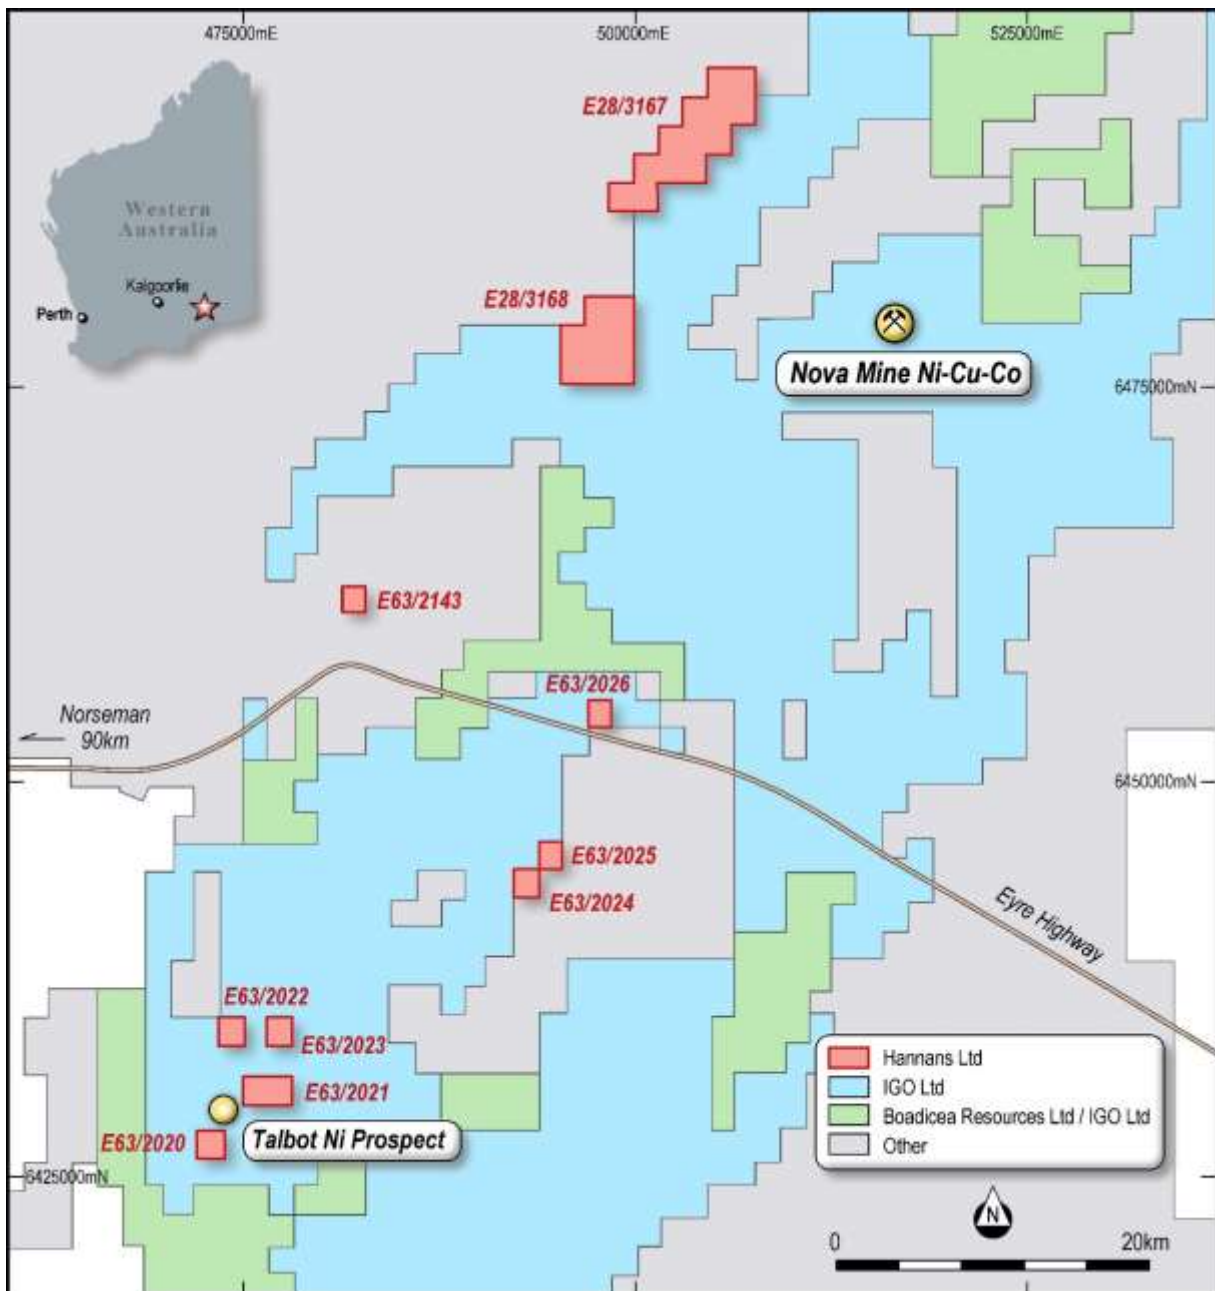 475000mE
500000mE
525000mE
E28/3167
Western
Australia
Kalgoorlie
Perth
E28/3168
Nova Mine Ni-Cu-Co
6475000mN
E63/2143
E63/2026
Norseman
90km
6450000mN
E63/2025
E63/2024
Eyre Highway
E63/2022
E63/2023
E63/2021
E63/2020
Talbot Ni Prospect
6425000mN
Hannans Ltd
IGO Ltd
Boadicea Resources Ltd / IGO Ltd
Other
N
0
20km